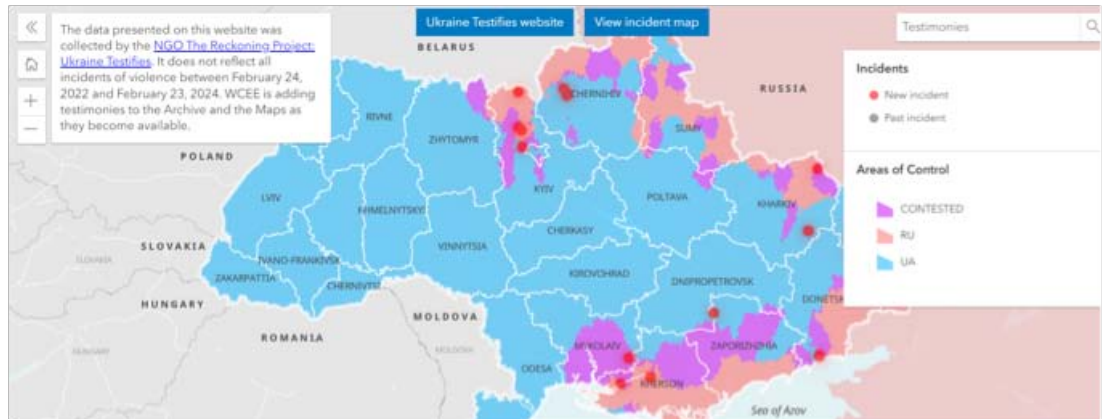 The data presented on this website was
collected by the NGO The Reckoning Project:
Ukraine Testifies. It does not reflect all
incidents of violence between February 24,
2022 and February 23, 2024. WCEE is adding
testimonies to the Archive and the Maps as
they become available.
Ukraine Testifies website
View incident map
Testimonies
Incidents
New incident
Past incident
Areas of Control
CONTESTED
RU
UA
BELARUS
RUSSIA
POLAND
SLOVAKIA
SLOVAKIA
HUNGARY
HUNGARY
ROMANIA
MOLDOVA
MOLDOVA
RIVNE
ZHYTOMYR
CHERNIHIV
SUMY
LVIV
KHMELNYTSKYI
KYIV
POLTAVA
KHARKIV
VINNYTSIA
CHERKASY
IVANO-FRANKIVSK
ZAKARPATTIA
CHERNIVTSI
KIROVOHRAD
DNIPROPETROVSK
DONETSK
MYKOLAIV
ZAPORIZHZHIA
ODESA
KHERSON
Sea of Azov